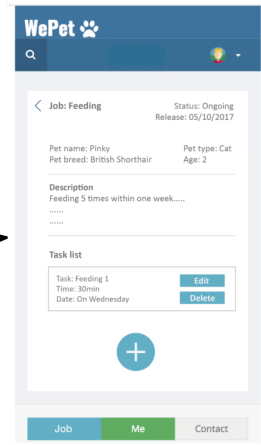 WePet
Job: Feeding
Status: Ongoing
Release: 05/10/2017
Pet name: Pinky
Pet type: Cat
Pet breed: British Shorthair
Age: 2
Description
Feeding 5 times within one week.....
......
......
Task list
Task: Feeding 1
Time: 30min
Date: On Wednesday
Edit
Delete
Job
Me
Contact